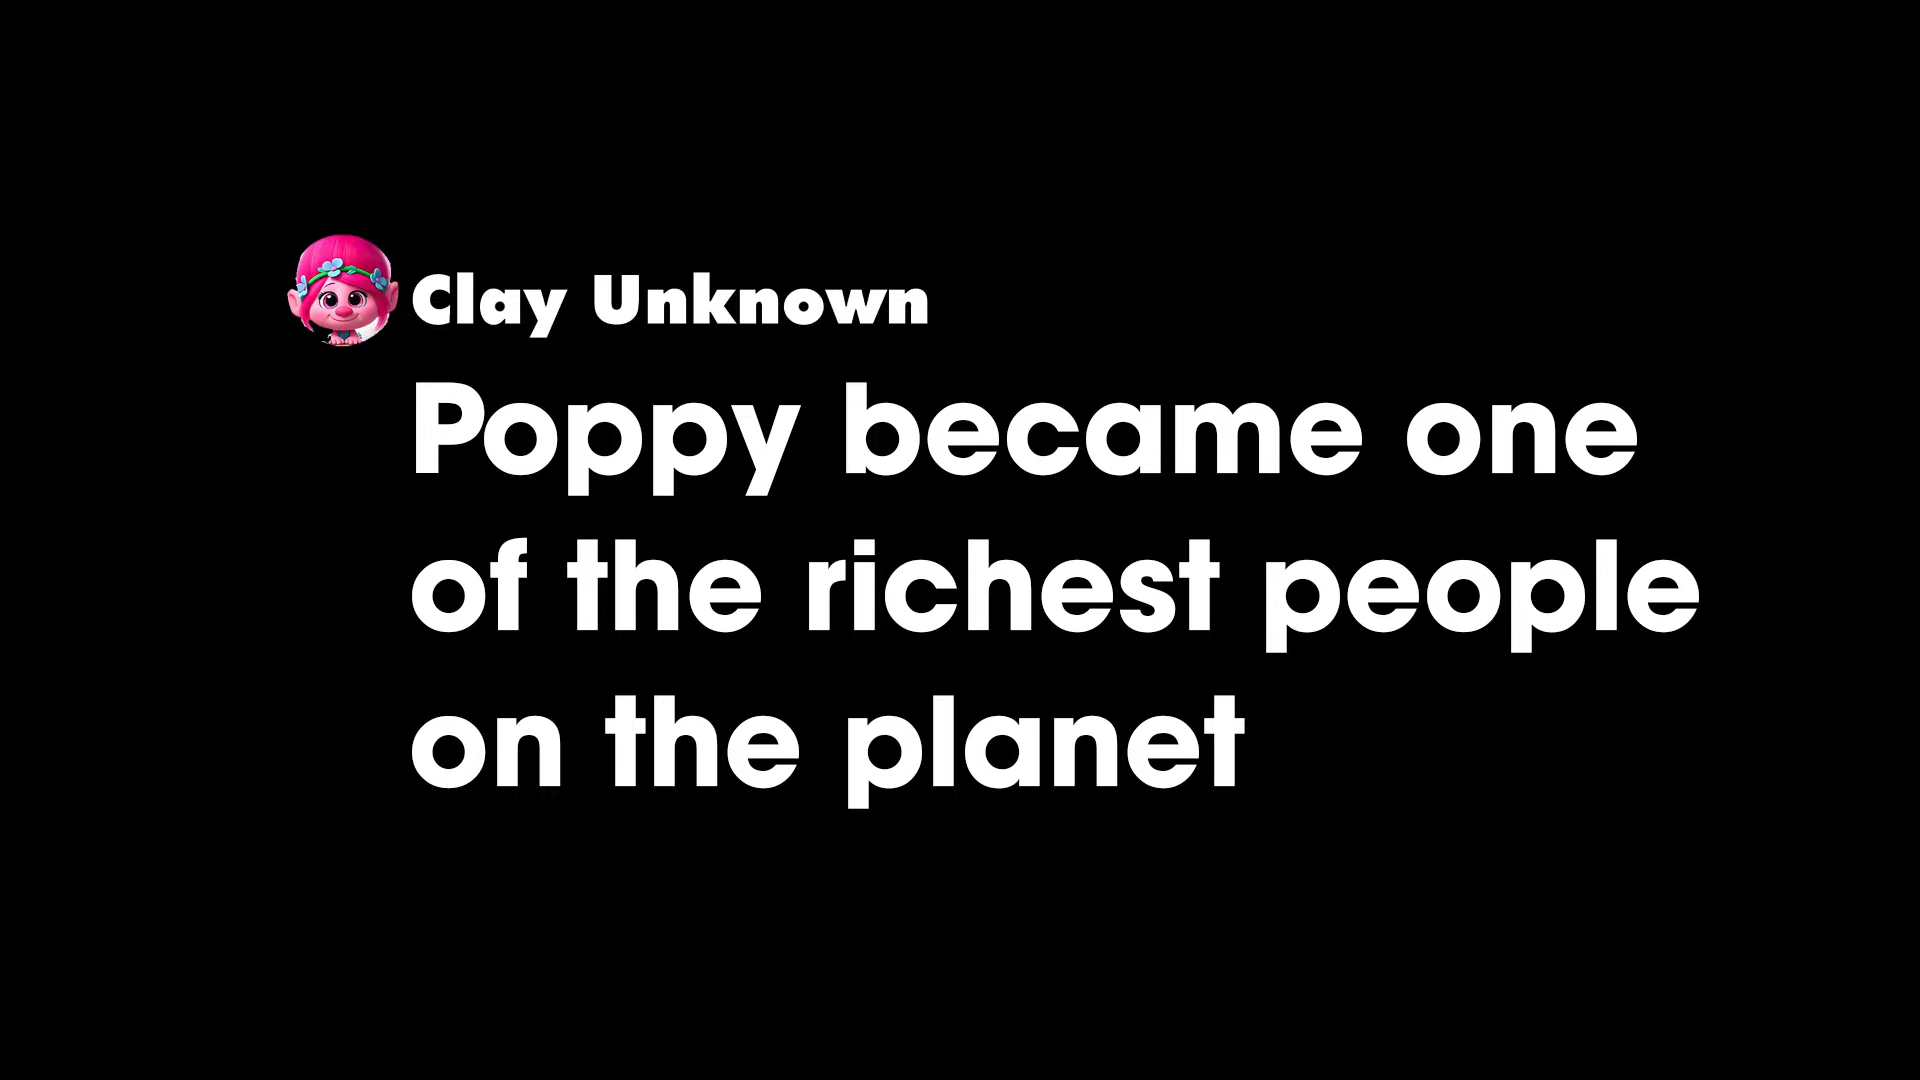 Clay Unknown
Poppy became one
of the richest people
on the planet